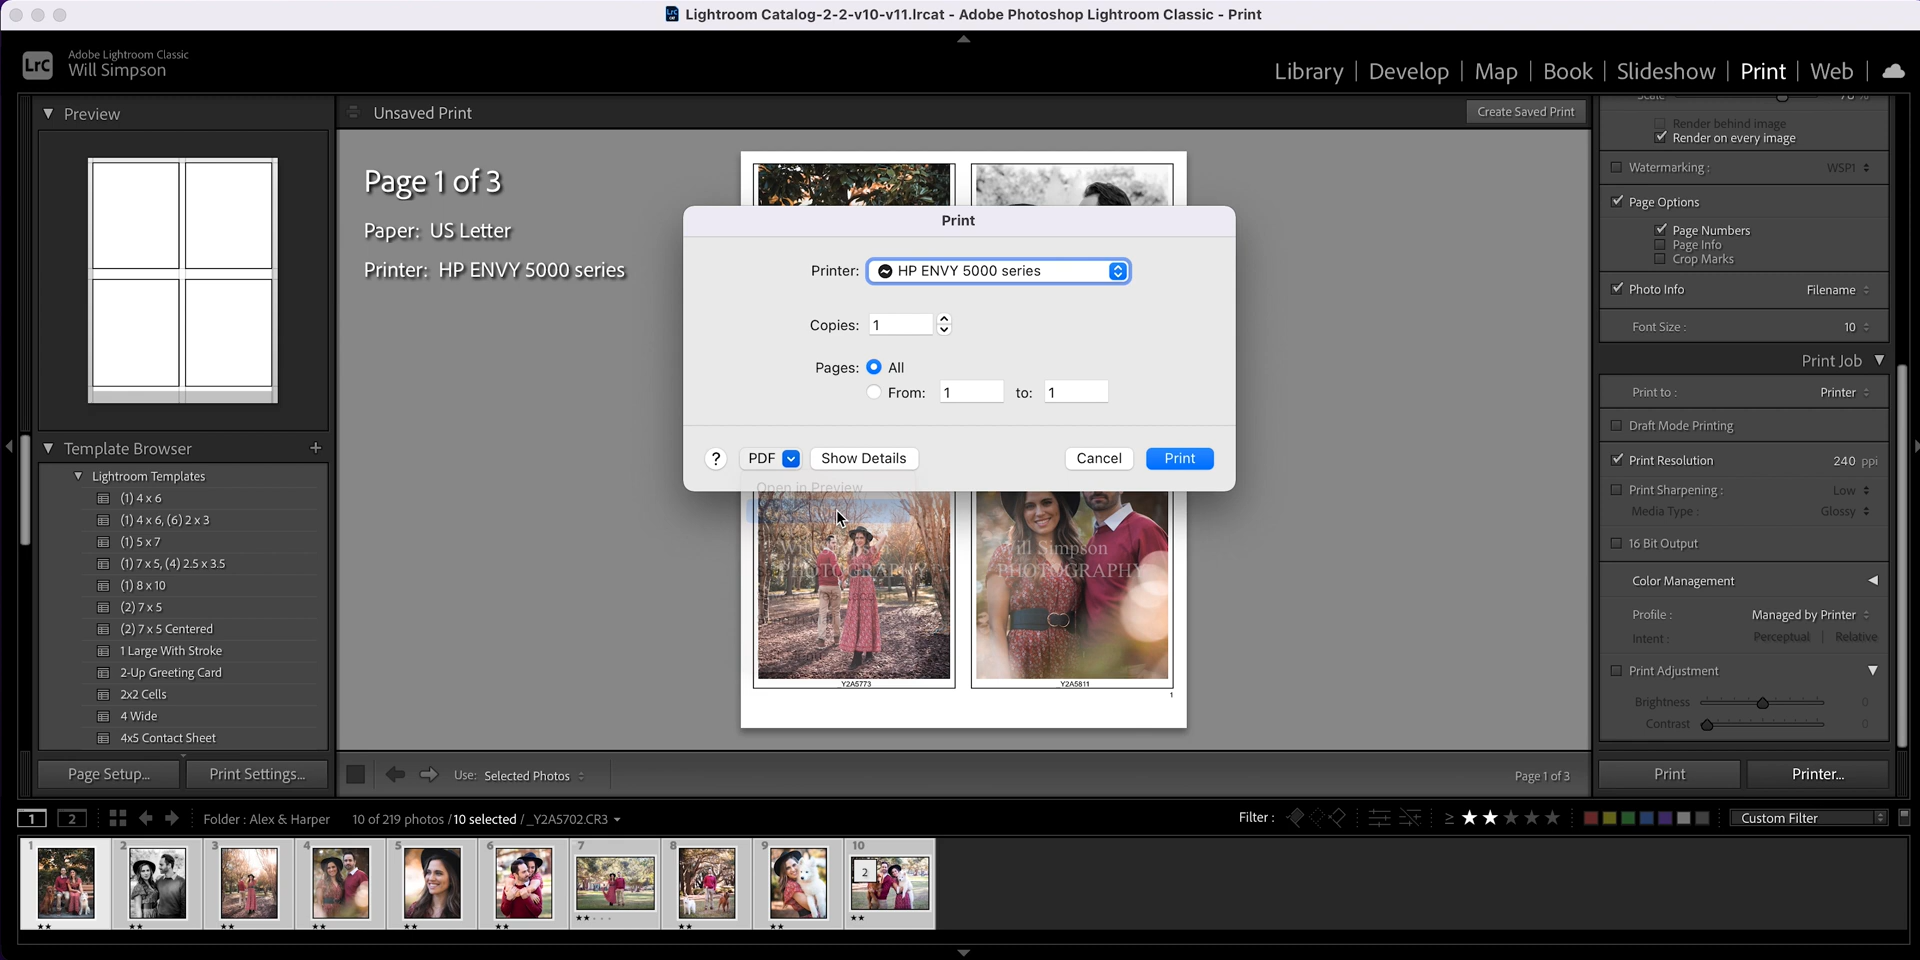 Lightroom Catalog-2-2-v10-v11.lrcat - Adobe Photoshop Lightroom Classic - Print
LrC
Adobe Lightroom Classic
Will Simpson
Library | Develop | Map | Book | Slideshow | Print | Web
Preview
Unsaved Print
Create Saved Print
Page 1 of 3
Paper: US Letter
Printer: HP ENVY 5000 series
Print
Printer: HP ENVY 5000 series
Copies: 1
Pages: All
From: 1 to: 1
? PDF Show Details Cancel Print
Open in Preview
Will Simpson
PHOTOGRAPHY
Will Simpson
PHOTOGRAPHY
_Y2A5773
_Y2A5811
1
Template Browser +
Lightroom Templates
(1) 4 x 6
(1) 4 x 6, (6) 2 x 3
(1) 5 x 7
(1) 7 x 5, (4) 2.5 x 3.5
(1) 8 x 10
(2) 7 x 5
(2) 7 x 5 Centered
1 Large With Stroke
2-Up Greeting Card
2x2 Cells
4 Wide
4x5 Contact Sheet
Page Setup... Print Settings...
Scale
Render behind image
Render on every image
Watermarking : WSP1
Page Options
Page Numbers
Page Info
Crop Marks
Photo Info Filename
Font Size : 10
Print Job
Print to : Printer
Draft Mode Printing
Print Resolution 240 ppi
Print Sharpening : Low
Media Type : Glossy
16 Bit Output
Color Management
Profile : Managed by Printer
Intent : Perceptual | Relative
Print Adjustment
Brightness 0
Contrast 0
Print Printer...
Use: Selected Photos
Page 1 of 3
1 2 Folder : Alex & Harper 10 of 219 photos / 10 selected / _Y2A5702.CR3
Filter : ≥ ★★★★★ Custom Filter
1 2 3 4 5 6 7 8 9 10
2